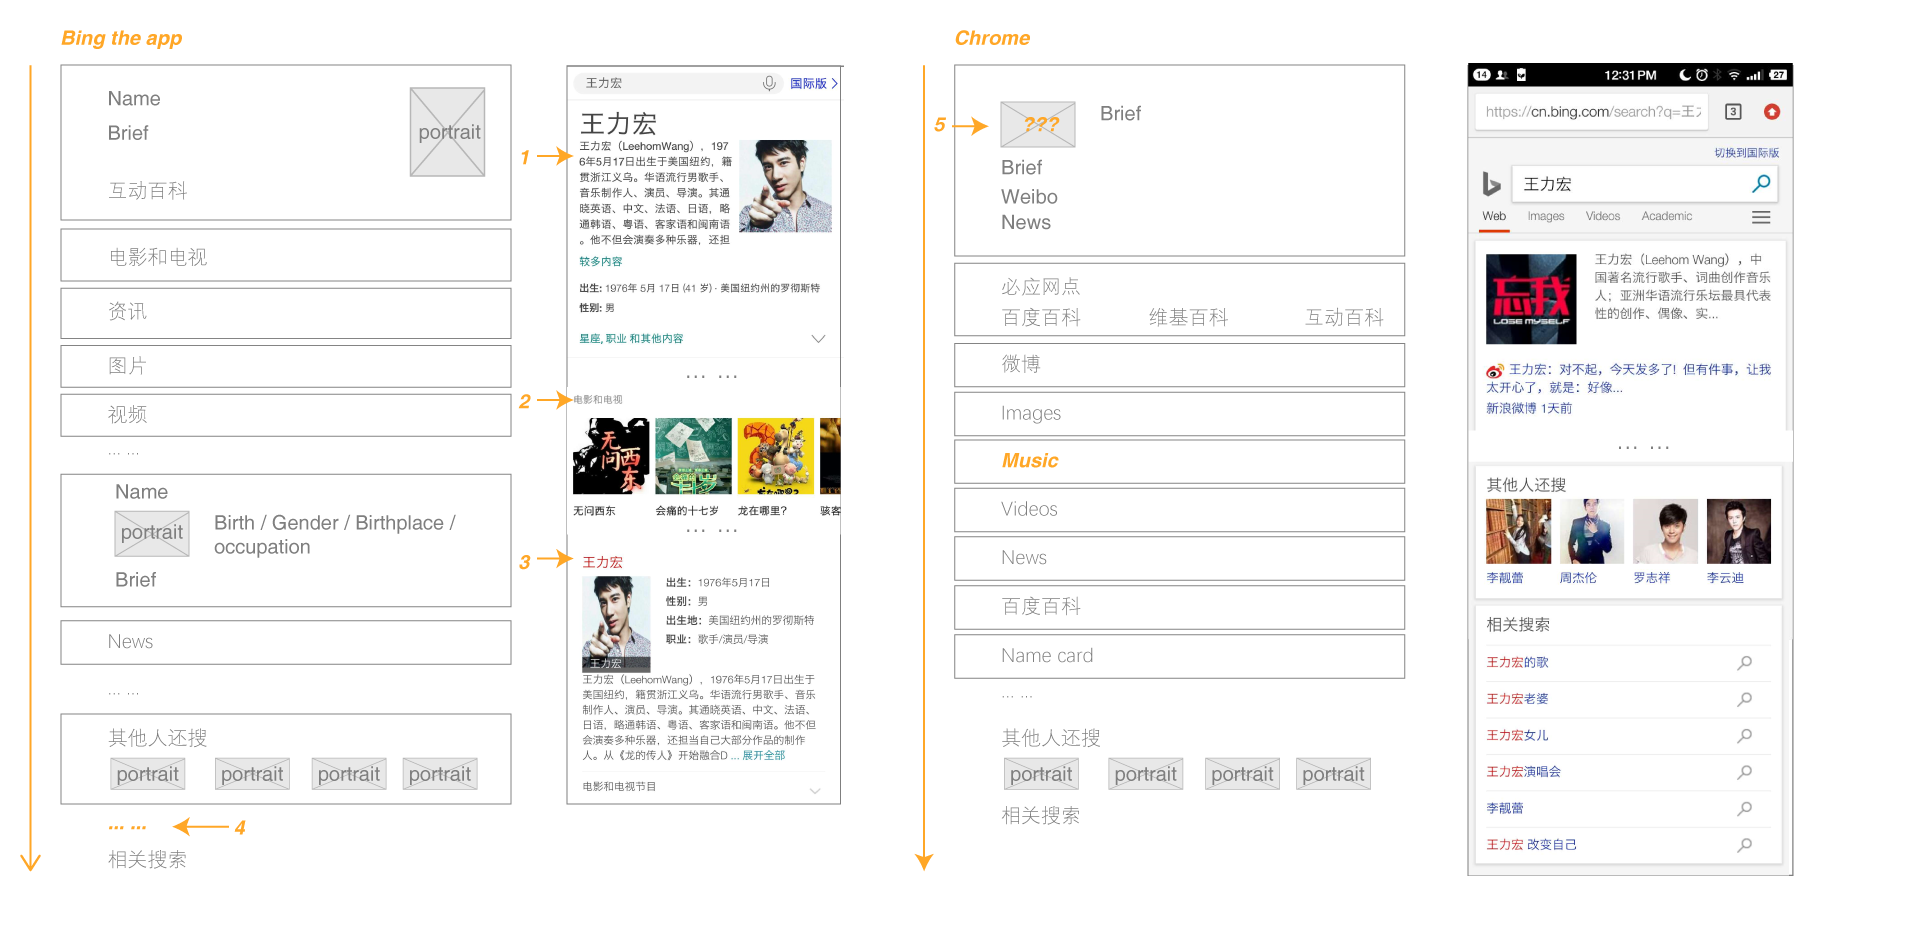 Bing the app
Name
Brief
portrait
互动百科
电影和电视
资讯
图片
视频
... ...
Name
portrait
Birth / Gender / Birthplace /
occupation
Brief
News
... ...
其他人还搜
portrait
portrait
portrait
portrait
... ...
4
相关搜索
1
2
3
王力宏
国际版
王力宏
王力宏（LeehomWang），197
6年5月17日出生于美国纽约，籍
贯浙江义乌。华语流行男歌手、
音乐制作人、演员、导演。其通
晓英语、中文、法语、日语，略
通韩语、粤语、客家语和闽南语
。他不但会演奏多种乐器，还担
较多内容
出生: 1976年 5月 17日 (41 岁) · 美国纽约州的罗彻斯特
性别: 男
星座, 职业 和其他内容
... ...
电影和电视
无问西东
无问西东
会痛的十七岁
龙在哪里?
骇客
... ...
王力宏
出生：1976年5月17日
性别：男
出生地：美国纽约州的罗彻斯特
职业：歌手/演员/导演
王力宏
王力宏（LeehomWang），1976年5月17日出生于
美国纽约，籍贯浙江义乌。华语流行男歌手、音乐
制作人、演员、导演。其通晓英语、中文、法语、
日语，略通韩语、粤语、客家语和闽南语。他不但
会演奏多种乐器，还担当自己大部分作品的制作
人。从《龙的传人》开始融合D ... 展开全部
电影和电视节目
Chrome
5
???
Brief
Brief
Weibo
News
必应网点
百度百科
维基百科
互动百科
微博
Images
Music
Videos
News
百度百科
Name card
... ...
其他人还搜
portrait
portrait
portrait
portrait
相关搜索
14
12:31 PM
27
https://cn.bing.com/search?q=王力
3
切换到国际版
王力宏
Web
Images
Videos
Academic
忘我
LOSE MYSELF
王力宏（Leehom Wang），中
国著名流行歌手、词曲创作音乐
人；亚洲华语流行乐坛最具代表
性的创作、偶像、实...
王力宏：对不起，今天发多了! 但有件事，让我
太开心了，就是：好像...
新浪微博 1天前
... ...
其他人还搜
李靓蕾
周杰伦
罗志祥
李云迪
相关搜索
王力宏的歌
王力宏老婆
王力宏女儿
王力宏演唱会
李靓蕾
王力宏 改变自己